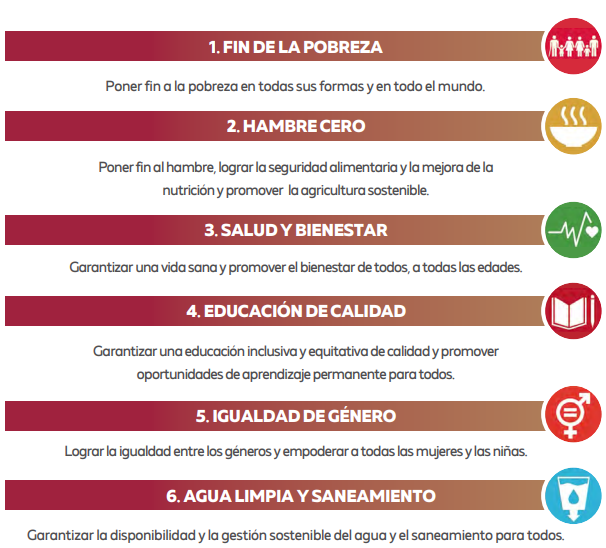 1. FIN DE LA POBREZA
Poner fin a la pobreza en todas sus formas y en todo el mundo.
2. HAMBRE CERO
Poner fin al hambre, lograr la seguridad alimentaria y la mejora de la
nutrición y promover la agricultura sostenible.
3. SALUD Y BIENESTAR
Garantizar una vida sana y promover el bienestar de todos, a todas las edades.
4. EDUCACIÓN DE CALIDAD
Garantizar una educación inclusiva y equitativa de calidad y promover
oportunidades de aprendizaje permanente para todos.
5. IGUALDAD DE GÉNERO
Lograr la igualdad entre los géneros y empoderar a todas las mujeres y las niñas.
6. AGUA LIMPIA Y SANEAMIENTO
Garantizar la disponibilidad y la gestión sostenible del agua y el saneamiento para todos.